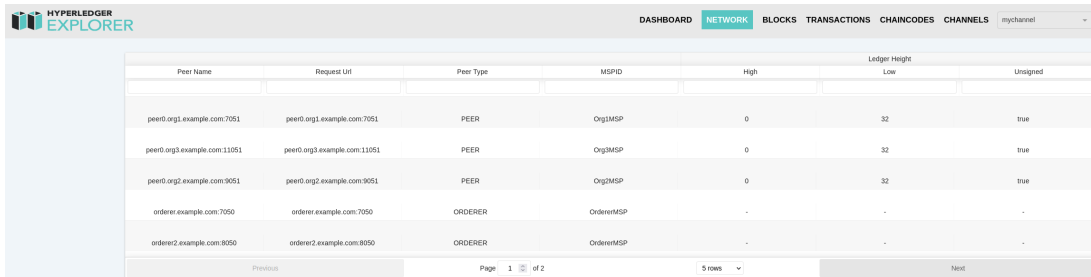 HYPERLEDGER
EXPLORER
DASHBOARD NETWORK BLOCKS TRANSACTIONS CHAINCODES CHANNELS mychannel
Ledger Height
Peer Name Request Url Peer Type MSPID High Low Unsigned
peer0.org1.example.com:7051 peer0.org1.example.com:7051 PEER Org1MSP 0 32 true
peer0.org3.example.com:11051 peer0.org3.example.com:11051 PEER Org3MSP 0 32 true
peer0.org2.example.com:9051 peer0.org2.example.com:9051 PEER Org2MSP 0 32 true
orderer.example.com:7050 orderer.example.com:7050 ORDERER OrdererMSP - - -
orderer2.example.com:8050 orderer2.example.com:8050 ORDERER OrdererMSP - - -
Previous Page 1 of 2 5 rows Next